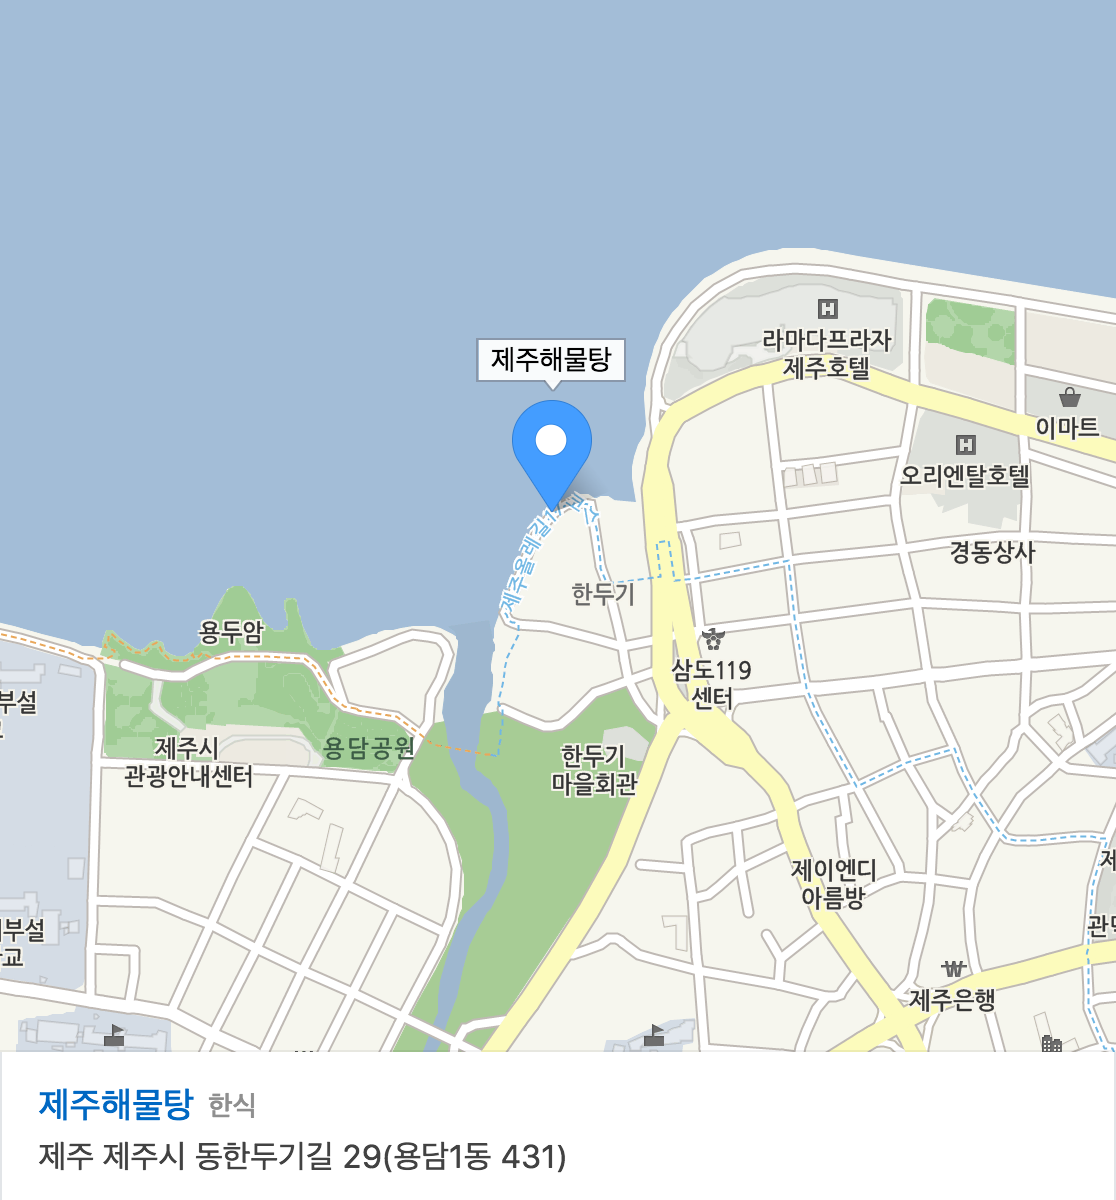 라마다프라자
제주호텔
제주해물탕
이마트
오리엔탈호텔
경동상사
제주올레길
한두기
용두암
삼도119
센터
부설
제주시
관광안내센터
용담공원
한두기
마을회관
제이엔디
아름방
제
관덕
부설
교
제주은행
제주해물탕 한식
제주 제주시 동한두기길 29(용담1동 431)